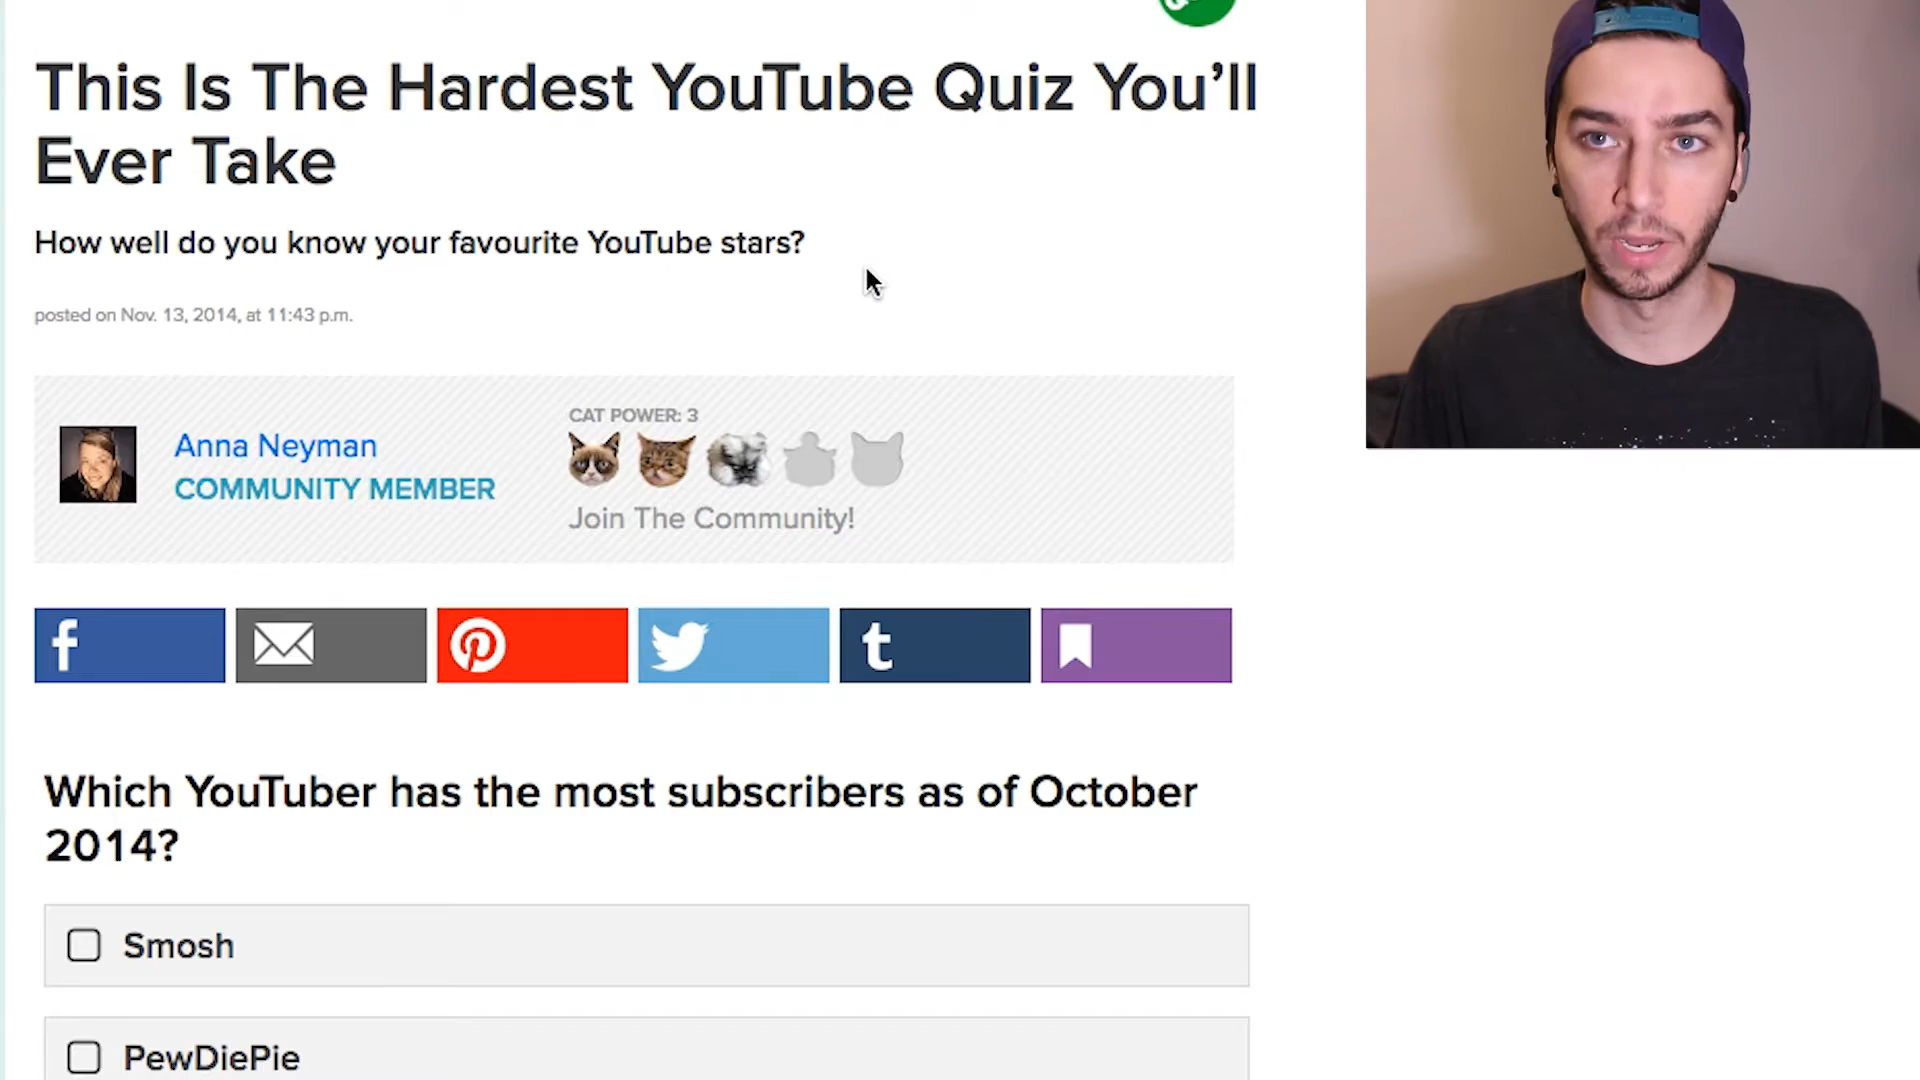 This Is The Hardest YouTube Quiz You'll
Ever Take
How well do you know your favourite YouTube stars?
posted on Nov. 13, 2014, at 11:43 p.m.
Anna Neyman
COMMUNITY MEMBER
CAT POWER: 3
Join The Community!
Which YouTuber has the most subscribers as of October
2014?
Smosh
PewDiePie